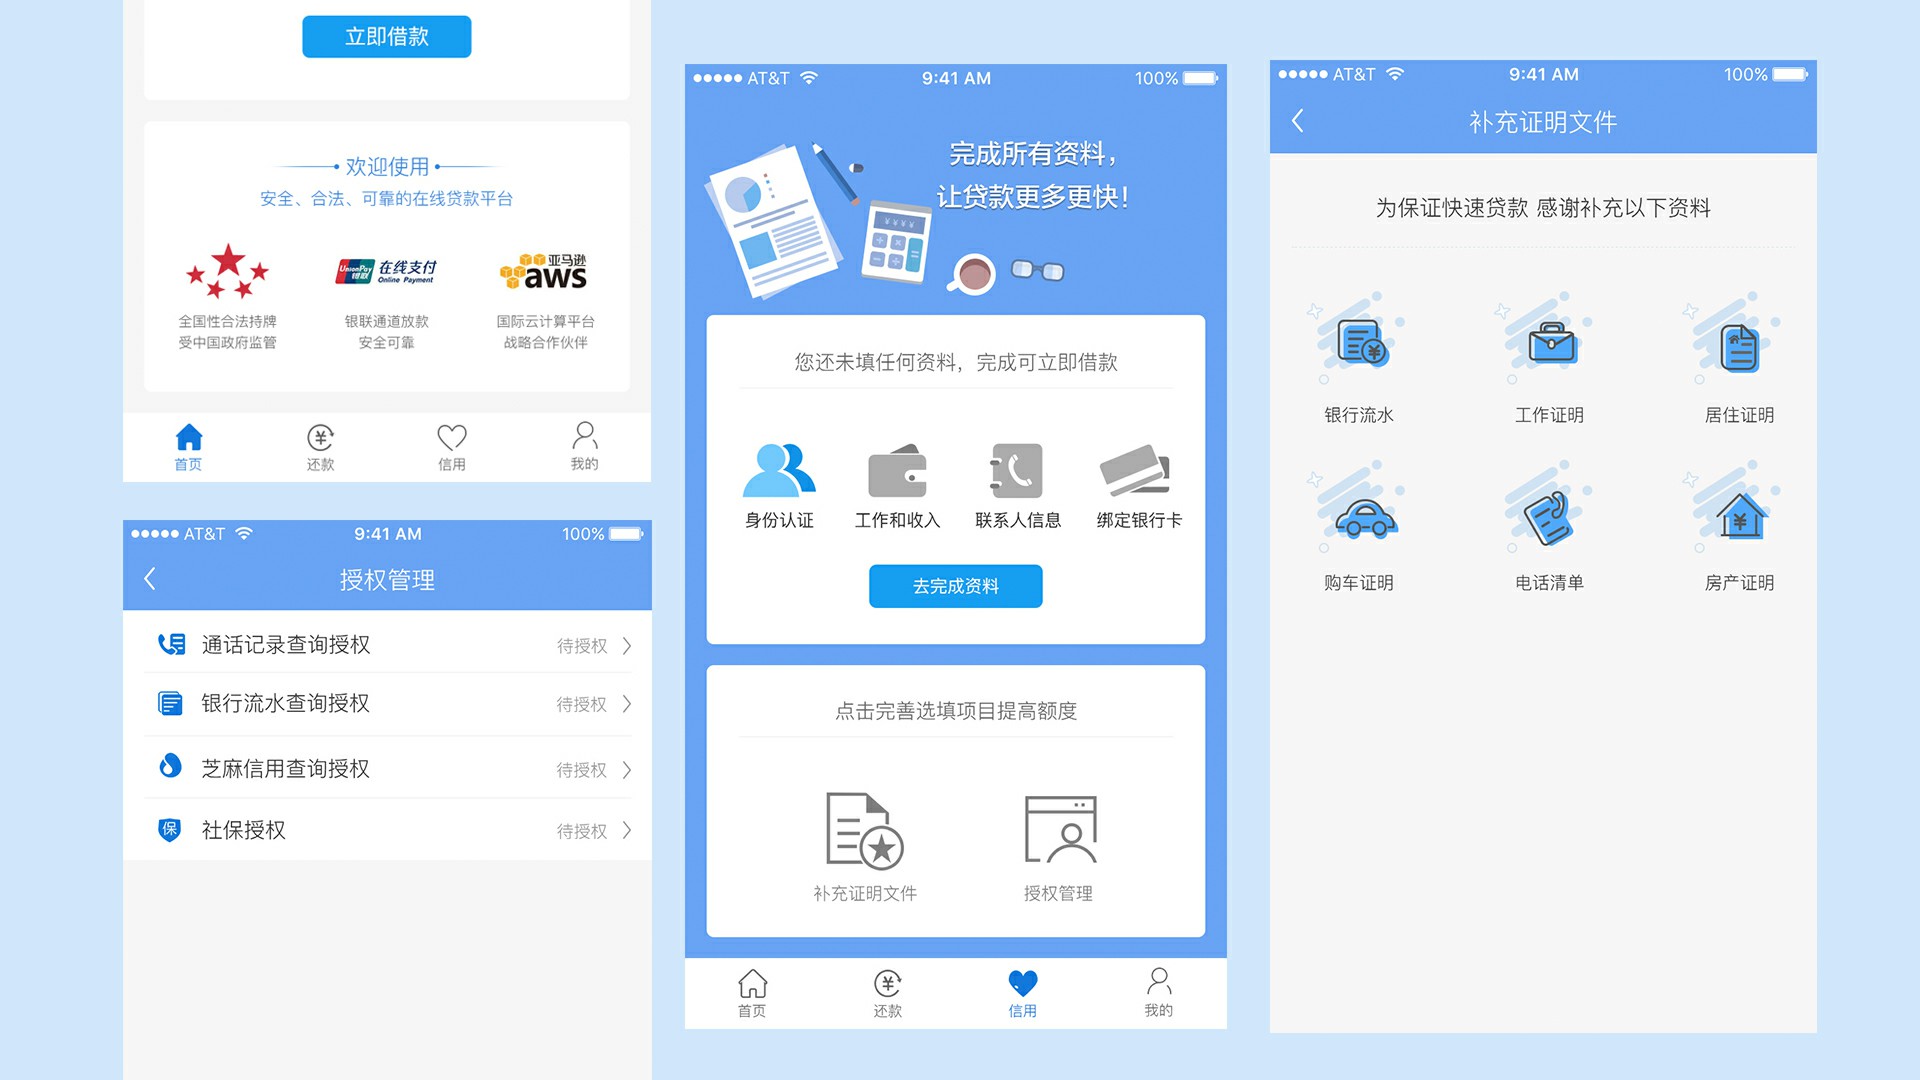 立即借款
欢迎使用
安全、合法、可靠的在线贷款平台
UnionPay
银联
在线支付
Online Payment
亚马逊
aws
全国性合法持牌
受中国政府监管
银联通道放款
安全可靠
国际云计算平台
战略合作伙伴
首页
还款
信用
我的
AT&T
9:41 AM
100%
授权管理
通话记录查询授权
待授权
银行流水查询授权
待授权
芝麻信用查询授权
待授权
保
社保授权
待授权
AT&T
9:41 AM
100%
完成所有资料，
让贷款更多更快！
¥¥¥¥
您还未填任何资料，完成可立即借款
身份认证
工作和收入
联系人信息
绑定银行卡
去完成资料
点击完善选填项目提高额度
补充证明文件
授权管理
首页
还款
信用
我的
AT&T
9:41 AM
100%
补充证明文件
为保证快速贷款 感谢补充以下资料
银行流水
工作证明
居住证明
购车证明
电话清单
房产证明